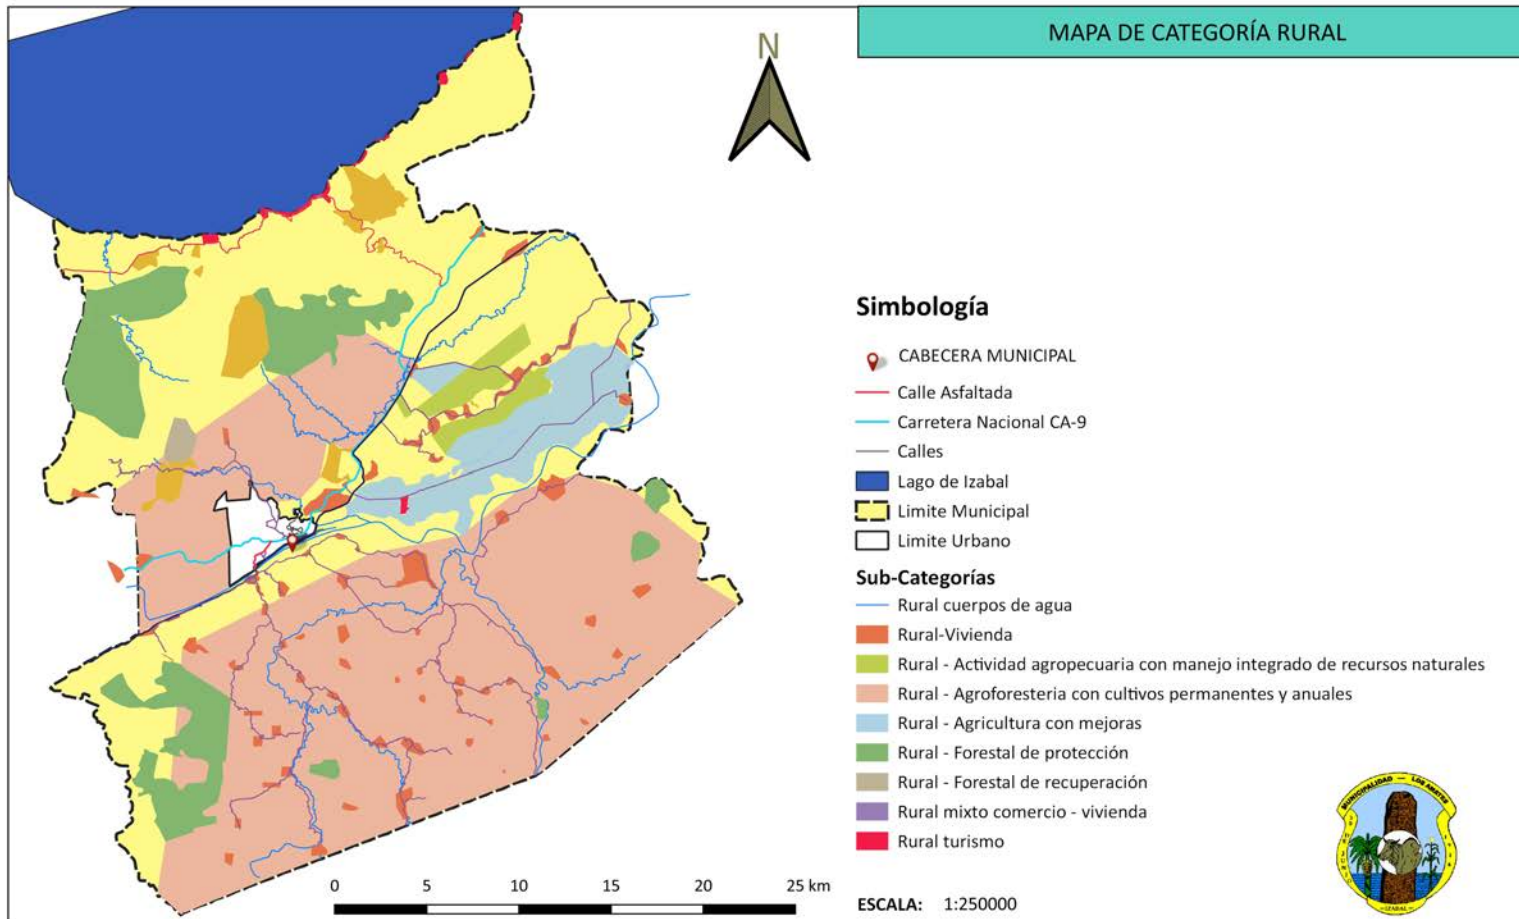 MAPA DE CATEGORÍA RURAL
N
Simbología
CABECERA MUNICIPAL
Calle Asfaltada
Carretera Nacional CA-9
Calles
Lago de Izabal
Limite Municipal
Limite Urbano
Sub-Categorías
Rural cuerpos de agua
Rural-Vivienda
Rural - Actividad agropecuaria con manejo integrado de recursos naturales
Rural - Agroforesteria con cultivos permanentes y anuales
Rural - Agricultura con mejoras
Rural - Forestal de protección
Rural - Forestal de recuperación
Rural mixto comercio - vivienda
Rural turismo
0 5 10 15 20 25 km
ESCALA: 1:250000
MUNICIPALIDAD — LOS AMATES
IZABAL